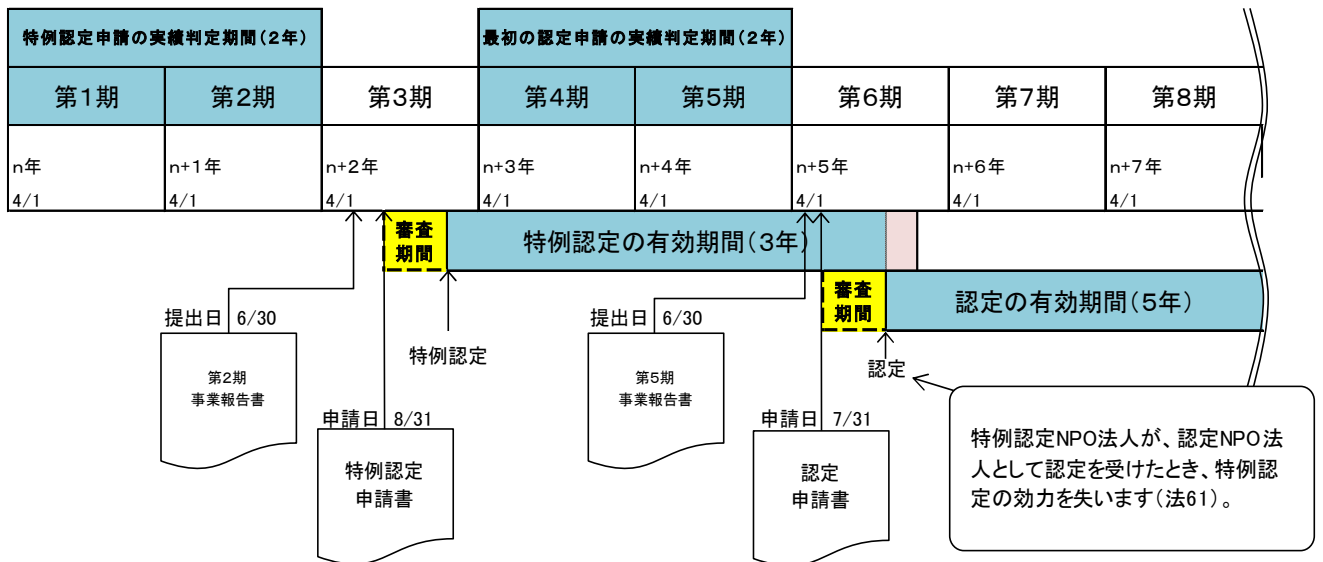 特例認定申請の実績判定期間(2年)
最初の認定申請の実績判定期間(2年)
第1期
第2期
第3期
第4期
第5期
第6期
第7期
第8期
n年
n+1年
n+2年
n+3年
n+4年
n+5年
n+6年
n+7年
4/1
4/1
4/1
4/1
4/1
4/1
4/1
4/1
審査
期間
特例認定の有効期間(3年)
審査
期間
認定の有効期間(5年)
提出日 6/30
提出日 6/30
特例認定
認定
第2期
事業報告書
第5期
事業報告書
申請日 8/31
申請日 7/31
特例認定
申請書
認定
申請書
特例認定NPO法人が、認定NPO法
人として認定を受けたとき、特例認
定の効力を失います(法61)。